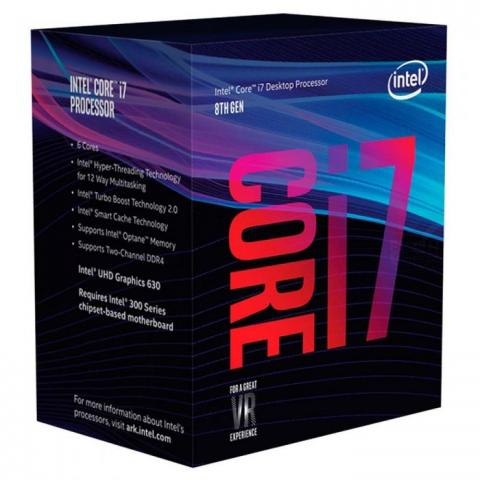 INTEL® CORE™ i7
PROCESSOR
• 6 Cores
• Intel® Hyper-Threading Technology
for 12 Way Multitasking
• Intel® Turbo Boost Technology 2.0
• Intel® Smart Cache Technology
• Supports Intel® Optane™ Memory
• Supports Two-Channel DDR4
Intel® UHD Graphics 630
Requires Intel® 300 Series
chipset-based motherboard
For more information about Intel's
processors, visit ark.intel.com
Intel® Core™ i7 Desktop Processor
8TH GEN
intel®
CORE i7
FOR A GREAT
VR
EXPERIENCE